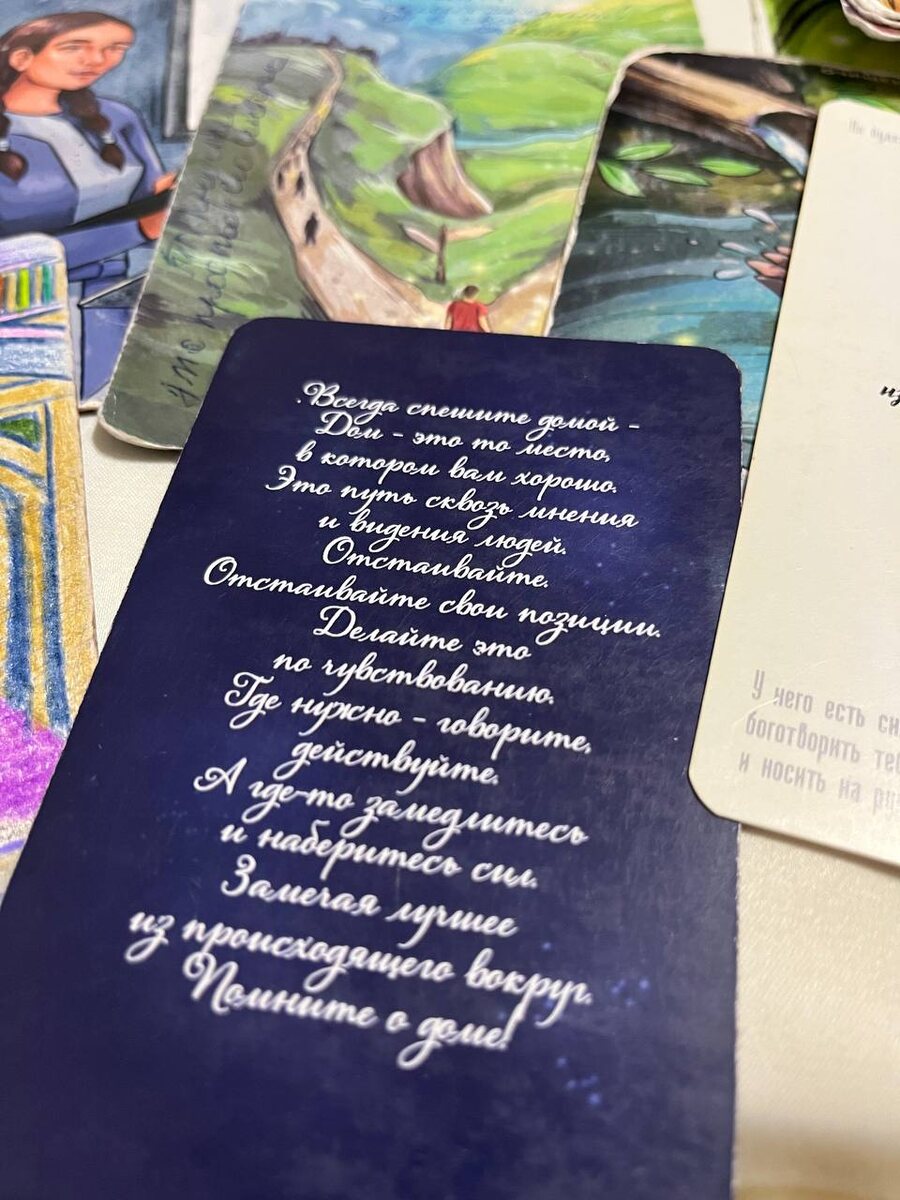 .Всегда спешите домой -
Дом - это то место,
в котором вам хорошо.
Это путь сквозь мнения
и видения людей.
Отстаивайте.
Отстаивайте свои позиции.
Делайте это
по чувствованию.
Где нужно - говорите,
действуйте.
А где-то замедлитесь
и наберитесь сил.
Замечая лучшее
из происходящего вокруг.
Помните о доме!
У него есть
боготворить
и носить на